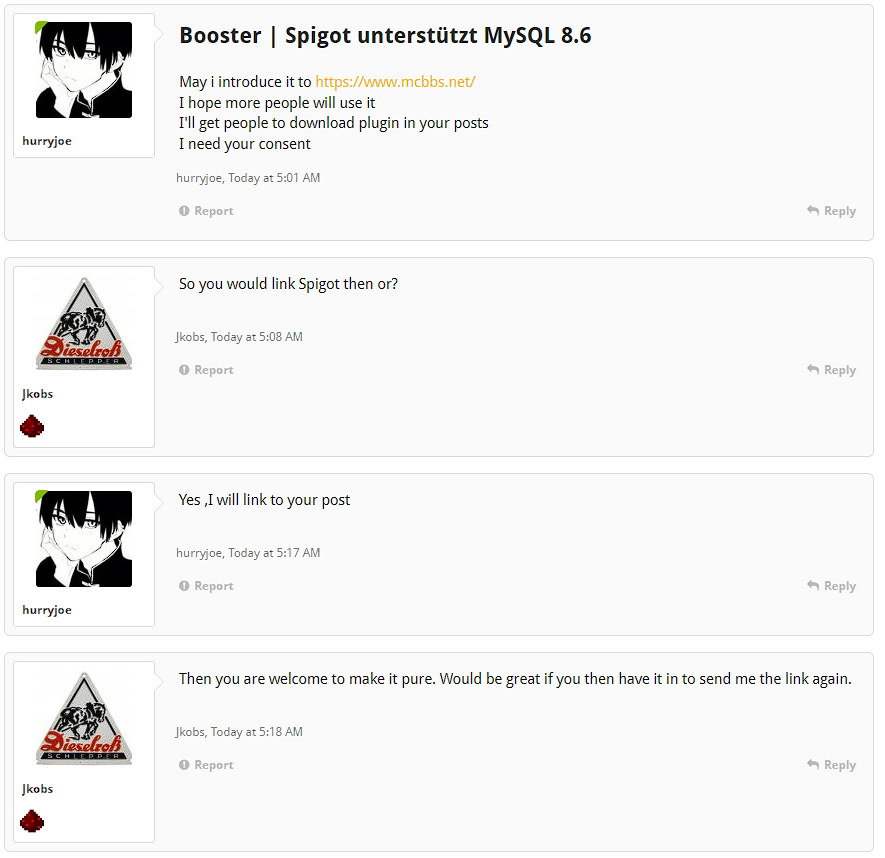 Booster | Spigot unterstützt MySQL 8.6
May i introduce it to https://www.mcbbs.net/
I hope more people will use it
I'll get people to download plugin in your posts
I need your consent
hurryjoe
hurryjoe, Today at 5:01 AM
Report
Reply
So you would link Spigot then or?
Dieselroß
SCHLEPPER
Jkobs, Today at 5:08 AM
Report
Reply
Jkobs
Yes ,I will link to your post
hurryjoe, Today at 5:17 AM
Report
Reply
hurryjoe
Then you are welcome to make it pure. Would be great if you then have it in to send me the link again.
Dieselroß
SCHLEPPER
Jkobs, Today at 5:18 AM
Report
Reply
Jkobs